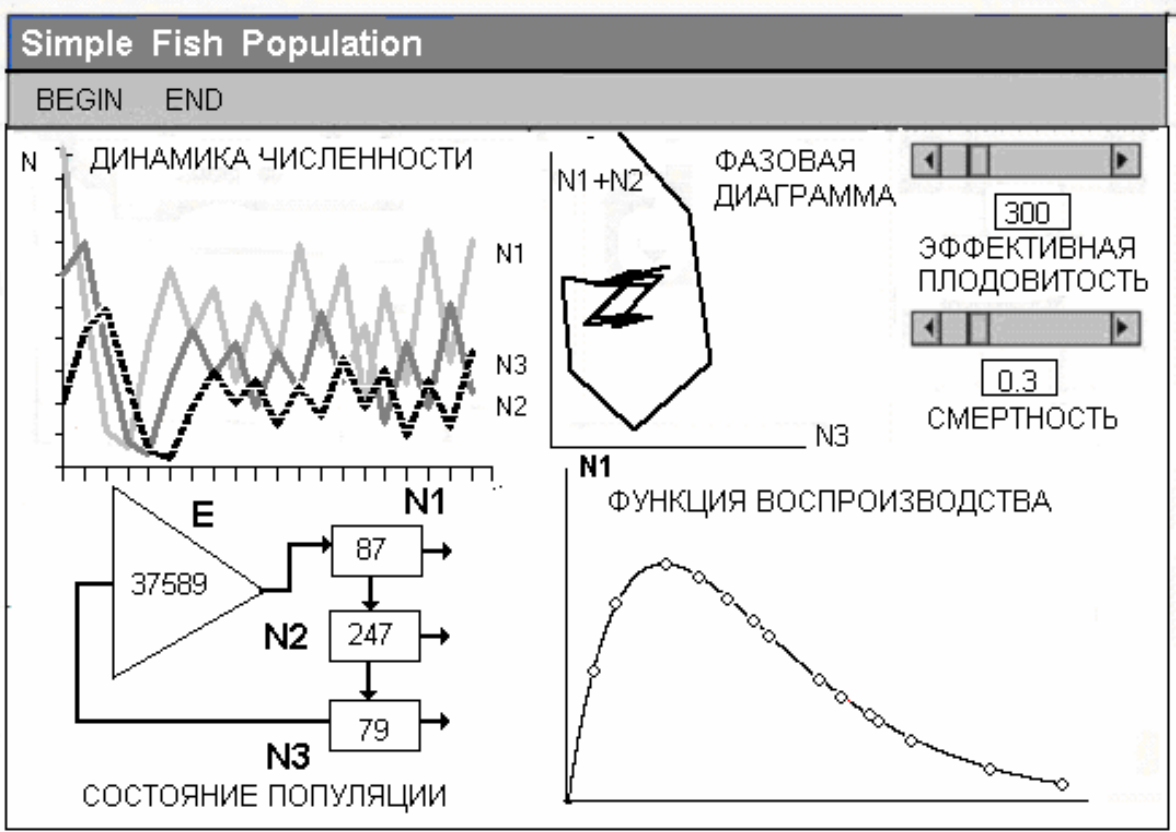 Simple Fish Population
BEGIN END
N
ДИНАМИКА ЧИСЛЕННОСТИ
N1
N3
N2
N1+N2
ФАЗОВАЯ
ДИАГРАММА
N3
300
ЭФФЕКТИВНАЯ
ПЛОДОВИТОСТЬ
0.3
СМЕРТНОСТЬ
E
37589
N1
87
N2
247
N3
79
СОСТОЯНИЕ ПОПУЛЯЦИИ
N1
ФУНКЦИЯ ВОСПРОИЗВОДСТВА